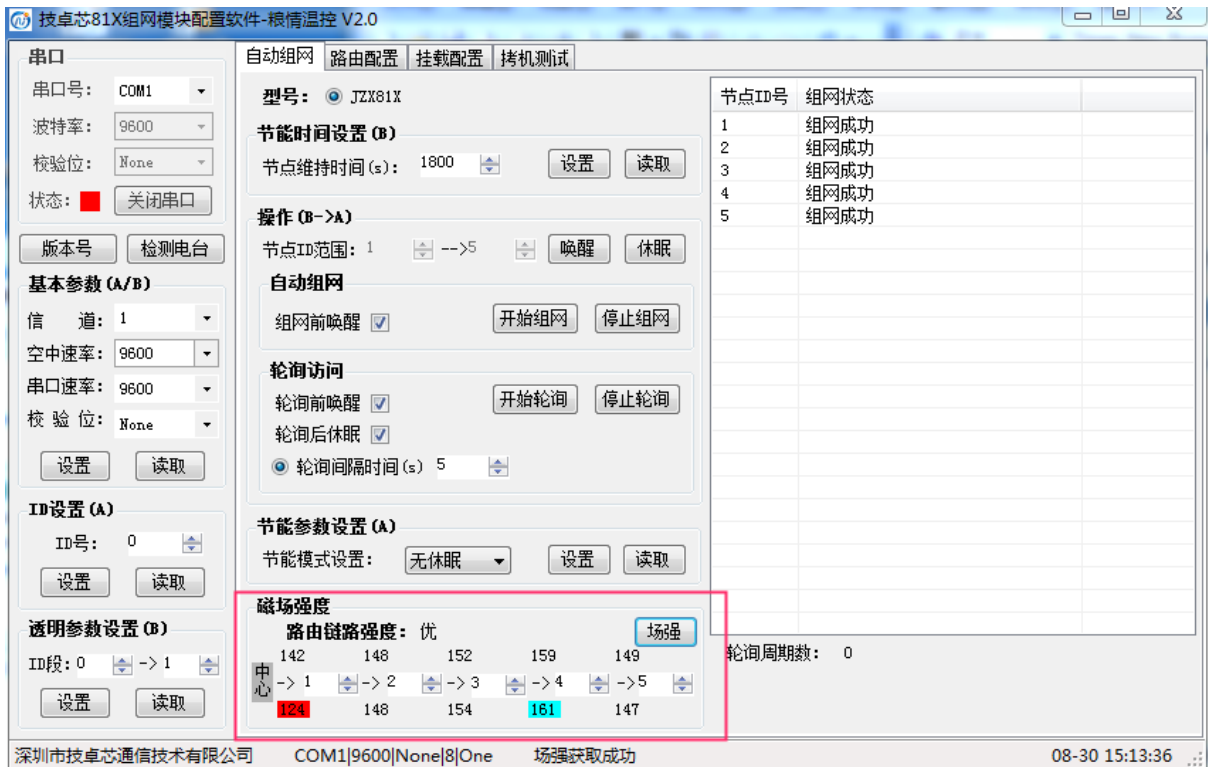 技卓芯81X组网模块配置软件-粮情温控 V2.0
串口
串口号: COM1
波特率: 9600
校验位: None
状态: 关闭串口
版本号 检测电台
基本参数(A/B)
信 道: 1
空中速率: 9600
串口速率: 9600
校 验 位: None
设置 读取
ID设置(A)
ID号: 0
设置 读取
透明参数设置(B)
ID段: 0 -> 1
设置 读取
自动组网 路由配置 挂载配置 拷机测试
型号: JZX81X
节能时间设置(B)
节点维持时间(s): 1800 设置 读取
操作(B->A)
节点ID范围: 1 -->5 唤醒 休眠
自动组网
组网前唤醒 开始组网 停止组网
轮询访问
轮询前唤醒 开始轮询 停止轮询
轮询后休眠
轮询间隔时间(s) 5
节能参数设置(A)
节能模式设置: 无休眠 设置 读取
磁场强度
路由链路强度: 优 场强
142 148 152 159 149
中心 -> 1 -> 2 -> 3 -> 4 ->5
124 148 154 161 147
节点ID号 组网状态
1 组网成功
2 组网成功
3 组网成功
4 组网成功
5 组网成功
轮询周期数: 0
深圳市技卓芯通信技术有限公司 COM1|9600|None|8|One 场强获取成功 08-30 15:13:36